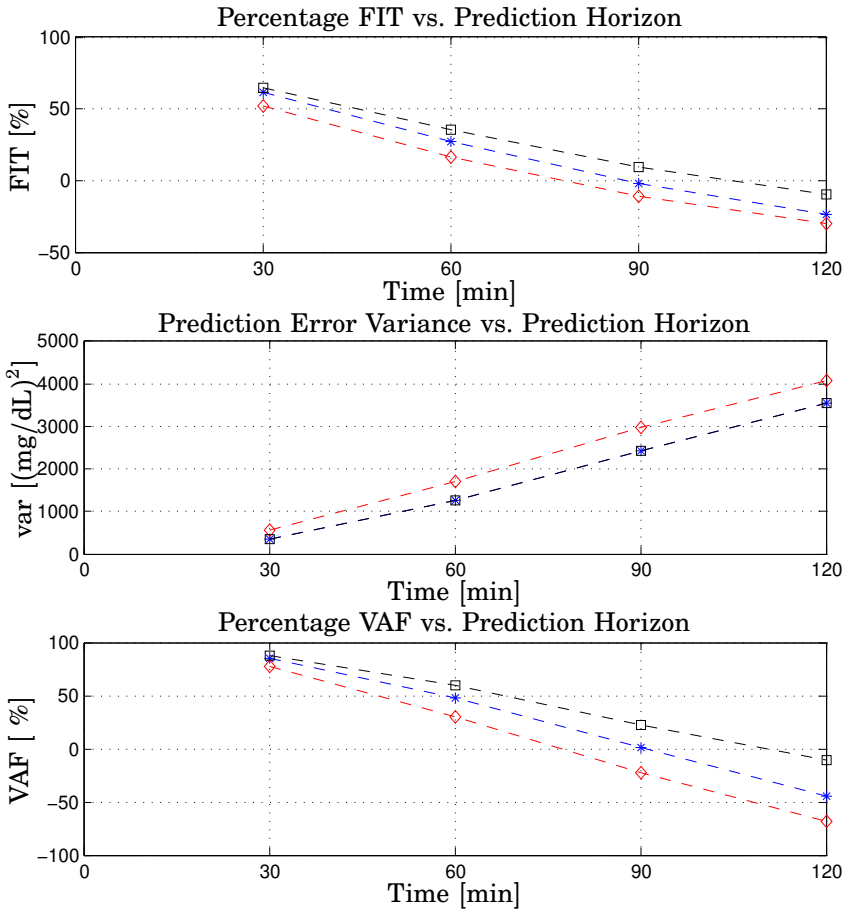 Percentage FIT vs. Prediction Horizon
100
50
0
−50
FIT [%]
0 30 60 90 120
Time [min]
Prediction Error Variance vs. Prediction Horizon
5000
4000
3000
2000
1000
0
var [(mg/dL)²]
0 30 60 90 120
Time [min]
Percentage VAF vs. Prediction Horizon
100
50
0
−50
−100
VAF [ %]
0 30 60 90 120
Time [min]